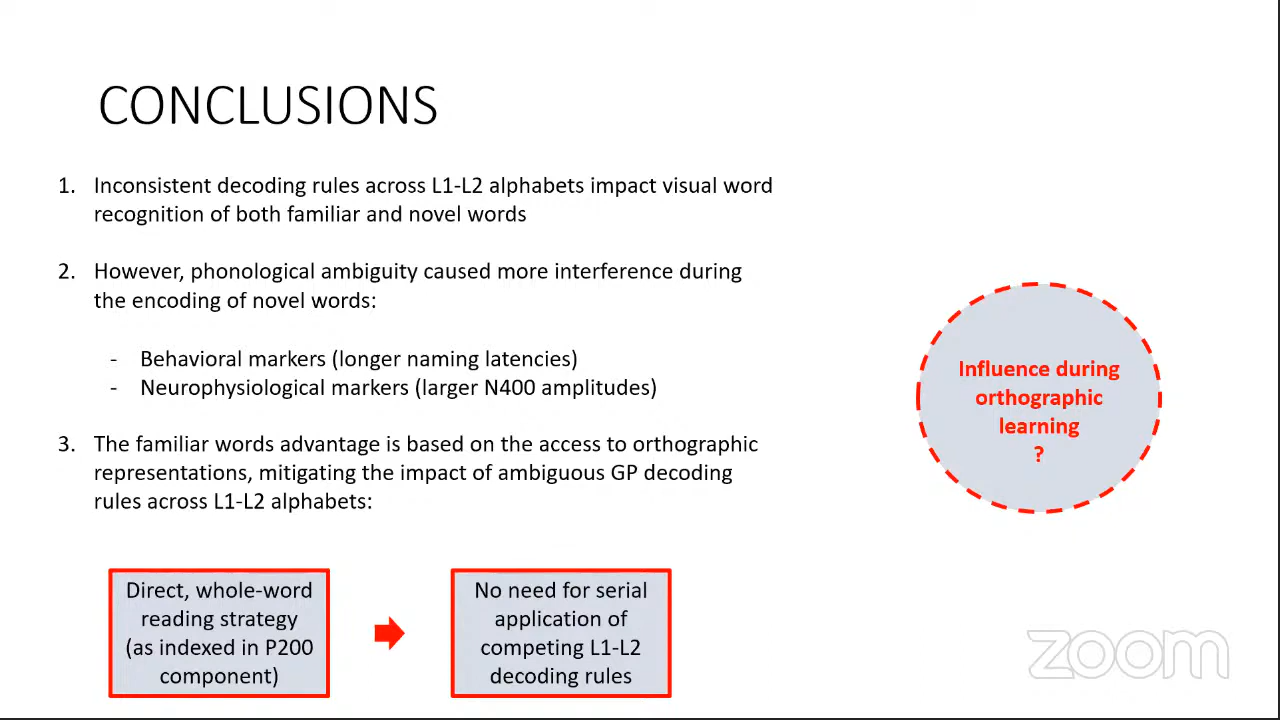 CONCLUSIONS
1. Inconsistent decoding rules across L1-L2 alphabets impact visual word
recognition of both familiar and novel words
2. However, phonological ambiguity caused more interference during
the encoding of novel words:
- Behavioral markers (longer naming latencies)
- Neurophysiological markers (larger N400 amplitudes)
3. The familiar words advantage is based on the access to orthographic
representations, mitigating the impact of ambiguous GP decoding
rules across L1-L2 alphabets:
Direct, whole-word
reading strategy
(as indexed in P200
component)
No need for serial
application of
competing L1-L2
decoding rules
Influence during
orthographic
learning
?
zoom